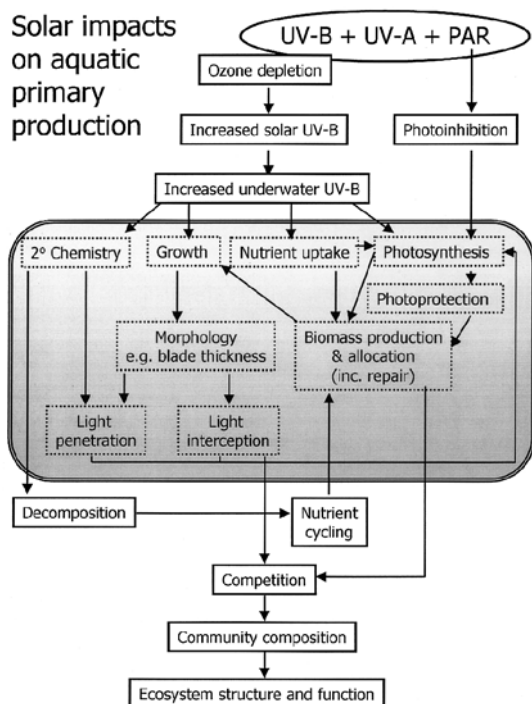 Solar impacts
on aquatic
primary
production
UV-B + UV-A + PAR
Ozone depletion
Increased solar UV-B
Photoinhibition
Increased underwater UV-B
2° Chemistry
Growth
Nutrient uptake
Photosynthesis
Photoprotection
Morphology
e.g. blade thickness
Biomass production
& allocation
(inc. repair)
Light
penetration
Light
interception
Decomposition
Nutrient
cycling
Competition
Community composition
Ecosystem structure and function